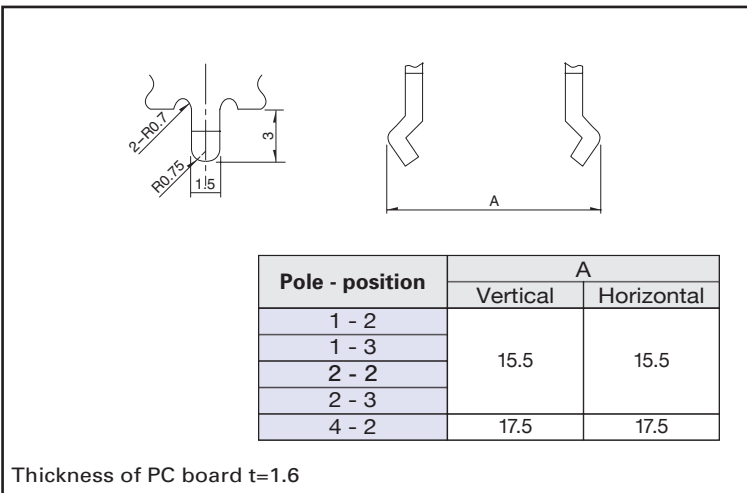 2-R0.7
R0.75
1.5
3
A
Pole - position
A
Vertical
Horizontal
1 - 2
1 - 3
2 - 2
2 - 3
15.5
15.5
4 - 2
17.5
17.5
Thickness of PC board t=1.6